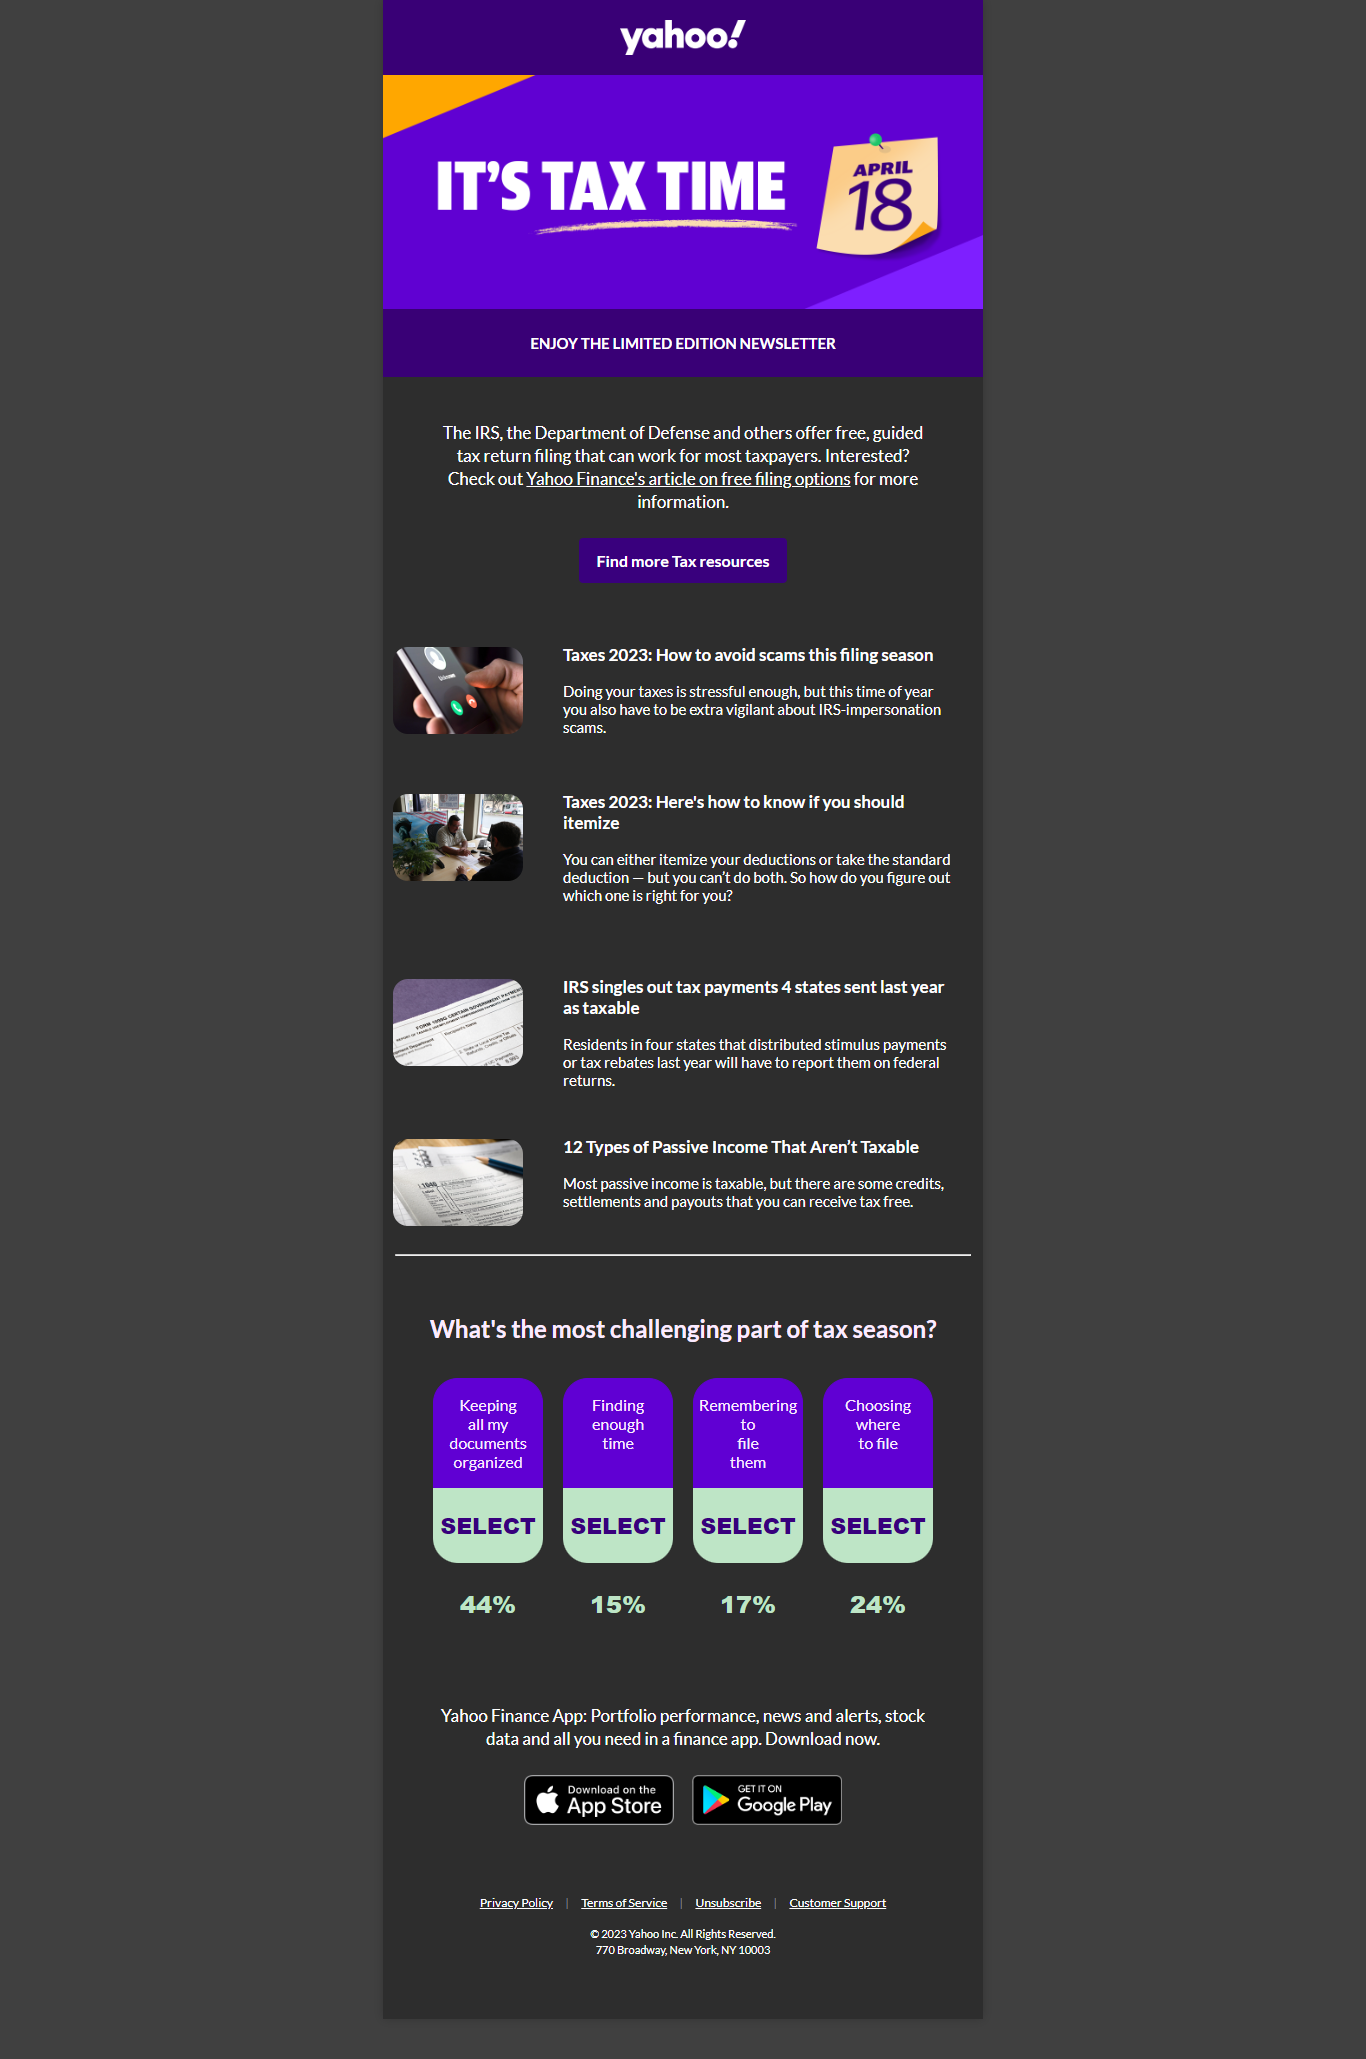 yahoo!
IT'S TAX TIME
APRIL
18
ENJOY THE LIMITED EDITION NEWSLETTER
The IRS, the Department of Defense and others offer free, guided
tax return filing that can work for most taxpayers. Interested?
Check out Yahoo Finance's article on free filing options for more
information.
Find more Tax resources
Unknown
Taxes 2023: How to avoid scams this filing season
Doing your taxes is stressful enough, but this time of year
you also have to be extra vigilant about IRS-impersonation
scams.
Taxes 2023: Here's how to know if you should
itemize
You can either itemize your deductions or take the standard
deduction — but you can’t do both. So how do you figure out
which one is right for you?
FORM 1099G CERTAIN GOVERNMENT PAYMEN
Recipient's Name
IRS singles out tax payments 4 states sent last year
as taxable
Residents in four states that distributed stimulus payments
or tax rebates last year will have to report them on federal
returns.
1040
12 Types of Passive Income That Aren’t Taxable
Most passive income is taxable, but there are some credits,
settlements and payouts that you can receive tax free.
What's the most challenging part of tax season?
Keeping
all my
documents
organized
SELECT
44%
Finding
enough
time
SELECT
15%
Remembering
to
file
them
SELECT
17%
Choosing
where
to file
SELECT
24%
Yahoo Finance App: Portfolio performance, news and alerts, stock
data and all you need in a finance app. Download now.
Download on the
App Store
GET IT ON
Google Play
Privacy Policy | Terms of Service | Unsubscribe | Customer Support
© 2023 Yahoo Inc. All Rights Reserved.
770 Broadway, New York, NY 10003